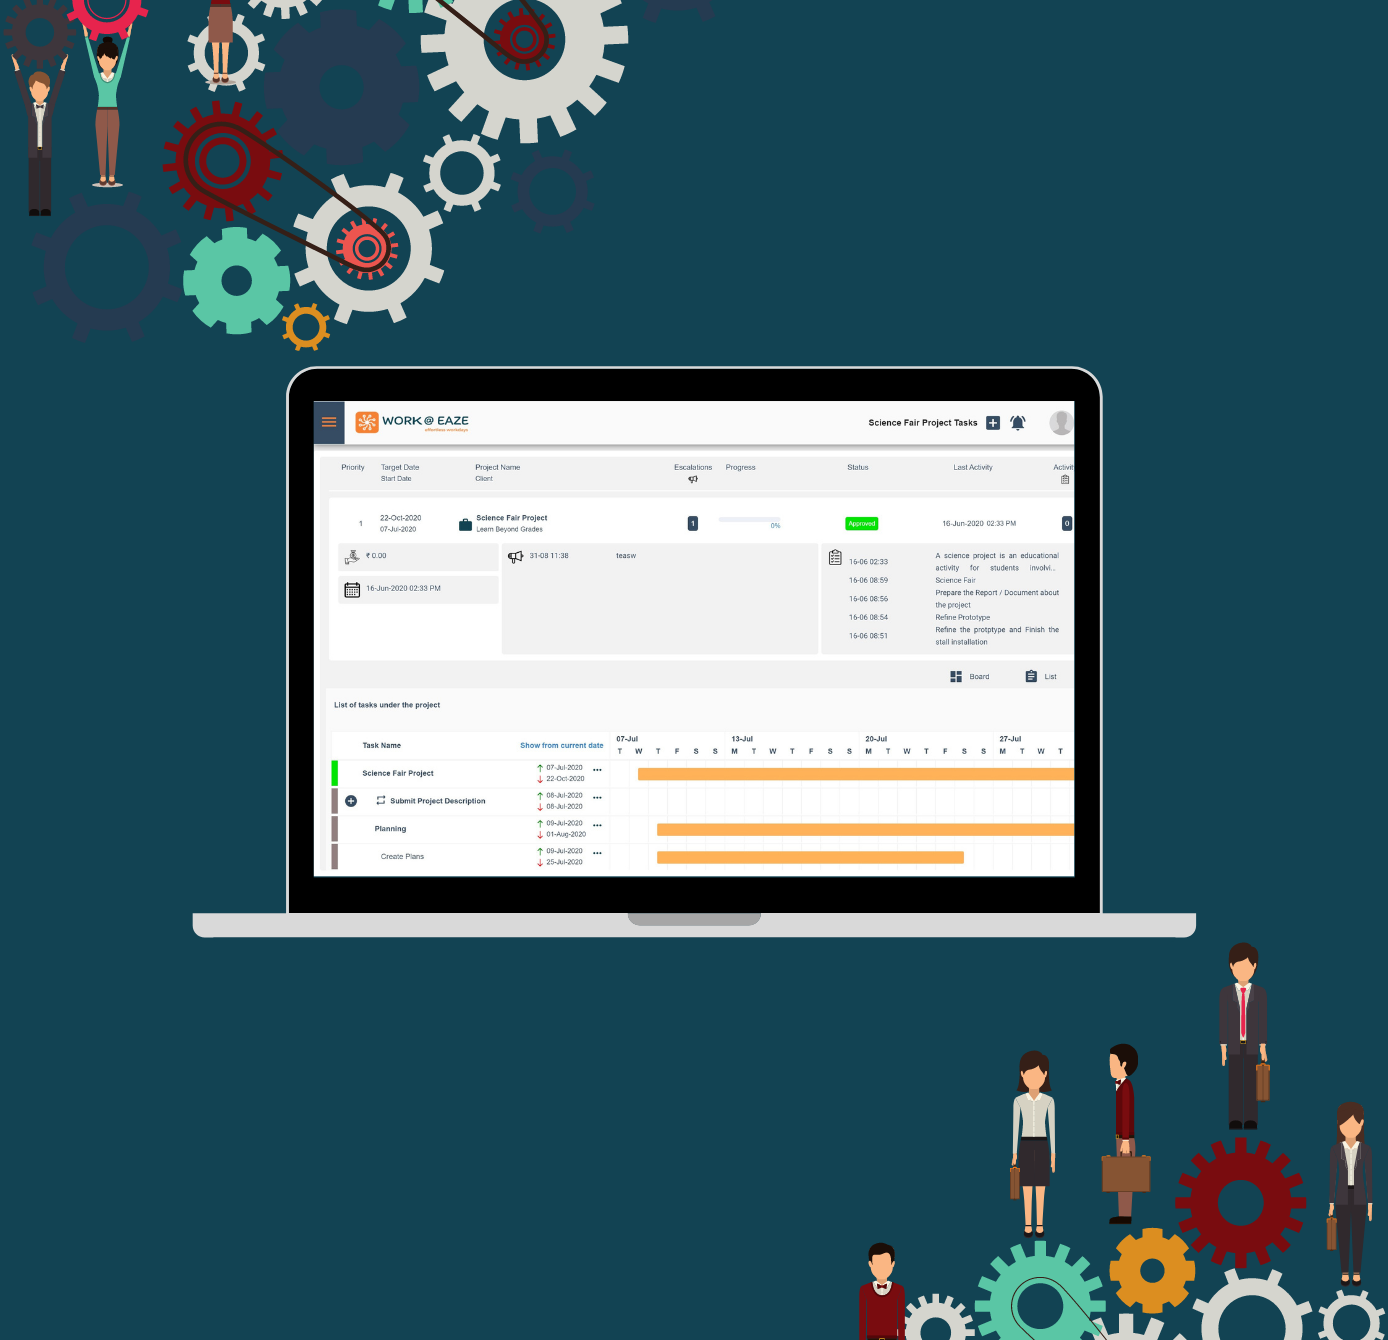 WORK @ EAZE
effortless workdays
Science Fair Project Tasks
Priority Target Date Project Name Escalations Progress Status Last Activity Activit
Start Date Client
1 22-Oct-2020 Science Fair Project 1 0% Approved 16-Jun-2020 02:33 PM 0
07-Jul-2020 Learn Beyond Grades
₹ 0.00
16-Jun-2020 02:33 PM
31-08 11:38 teasw
16-06 02:33 A science project is an educational
activity for students involvi...
16-06 08:59 Science Fair
16-06 08:56 Prepare the Report / Document about
the project
16-06 08:54 Refine Prototype
16-06 08:51 Refine the protptype and Finish the
stall installation
Board List
List of tasks under the project
Task Name Show from current date
07-Jul 13-Jul 20-Jul 27-Jul
T W T F S S M T W T F S S M T W T F S S M T W T
Science Fair Project 07-Jul-2020 ...
22-Oct-2020
Submit Project Description 08-Jul-2020 ...
08-Jul-2020
Planning 09-Jul-2020 ...
01-Aug-2020
Create Plans 09-Jul-2020 ...
25-Jul-2020